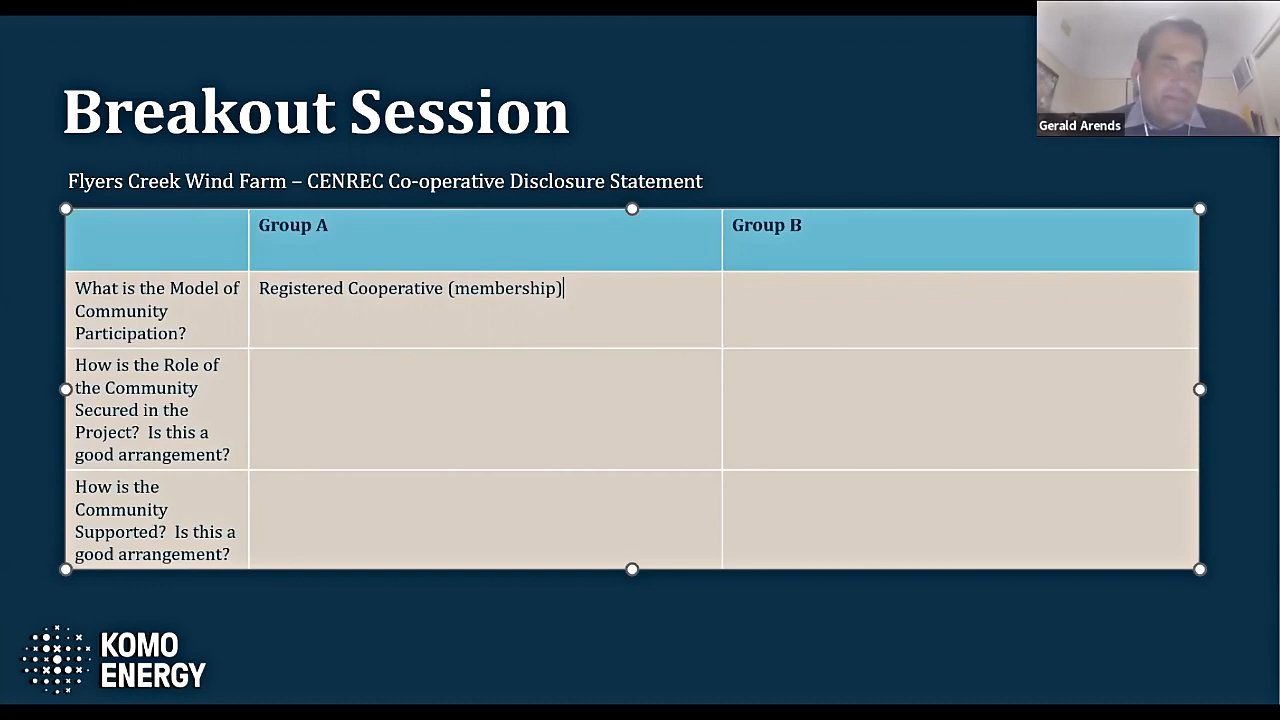 Breakout Session
Gerald Arends
Flyers Creek Wind Farm – CENREC Co-operative Disclosure Statement
Group A
Group B
What is the Model of
Community
Participation?
Registered Cooperative (membership)
How is the Role of
the Community
Secured in the
Project?  Is this a
good arrangement?
How is the
Community
Supported?  Is this a
good arrangement?
KOMO
ENERGY